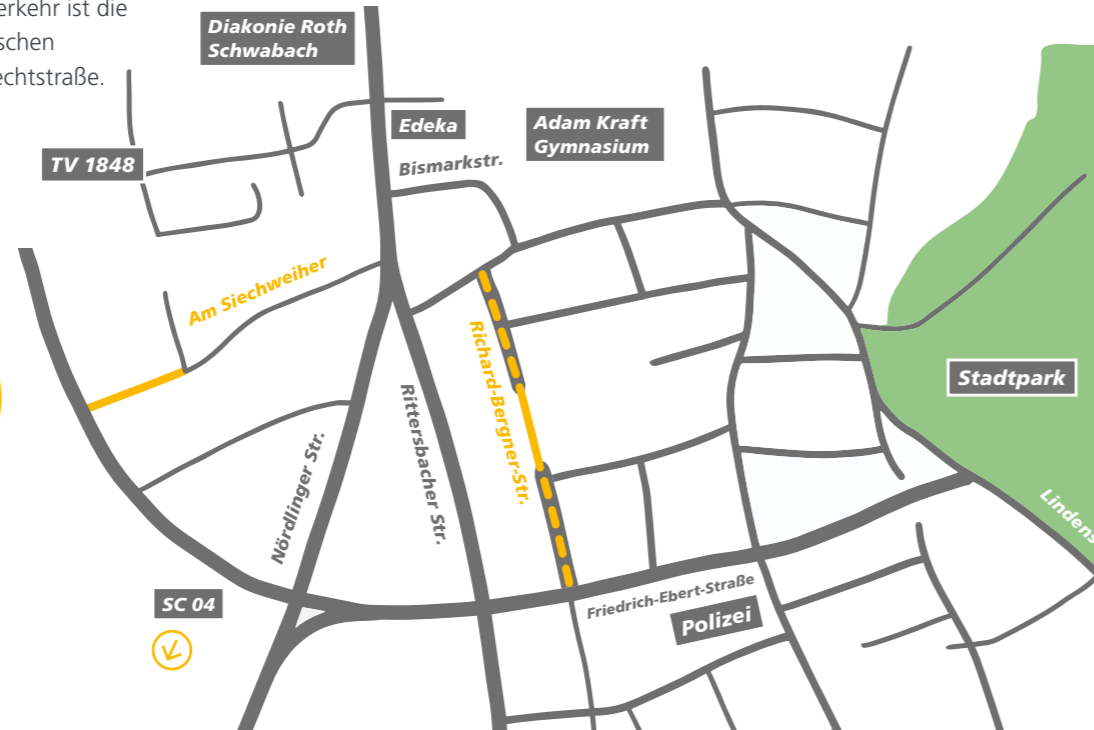 erkehr ist die
schen
echtstraße.
Diakonie Roth
Schwabach
Edeka
Adam Kraft
Gymnasium
TV 1848
Bismarkstr.
Am Siechweiher
Richard-Bergner-Str.
Stadtpark
Rittersbacher Str.
Nördlinger Str.
Lindens
SC 04
Friedrich-Ebert-Straße
Polizei